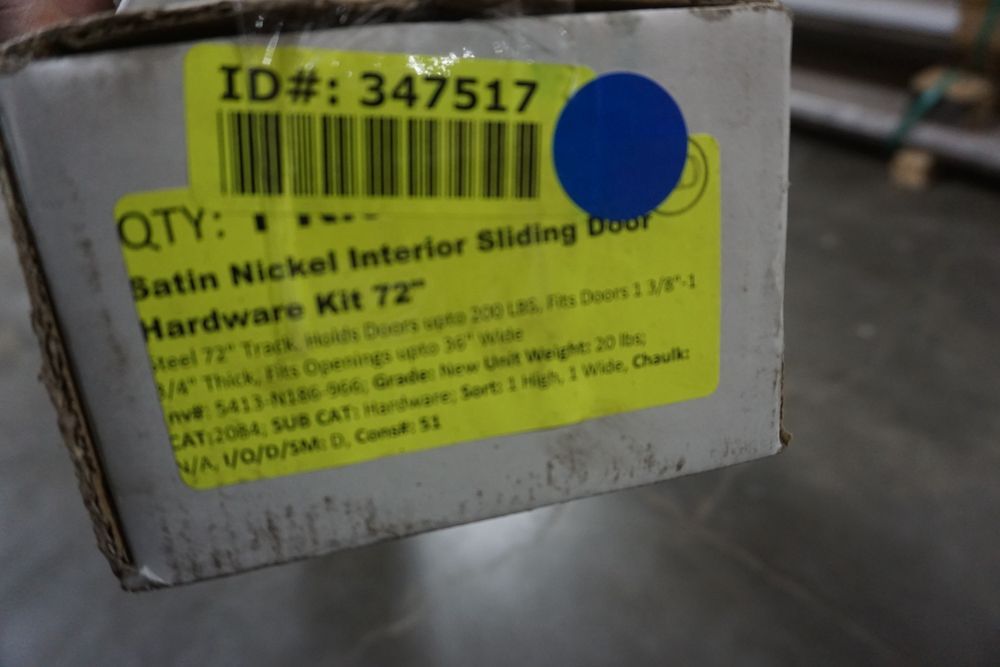 ID#: 347517
QTY:
Satin Nickel Interior Sliding Door
Hardware Kit 72"
Steel 72" Track, Holds Doors upto 200 LBS, Fits Doors 1 3/8"-1
3/4" Thick, Fits Openings upto 36" Wide
Inv#: 5413-N186-966; Grade: New Unit Weight: 20 lbs;
CAT:2084, SUB CAT: Hardware; Sort: 1 High, 1 Wide, Chaulk:
N/A, I/O/D/SM: D, Cons#: 51